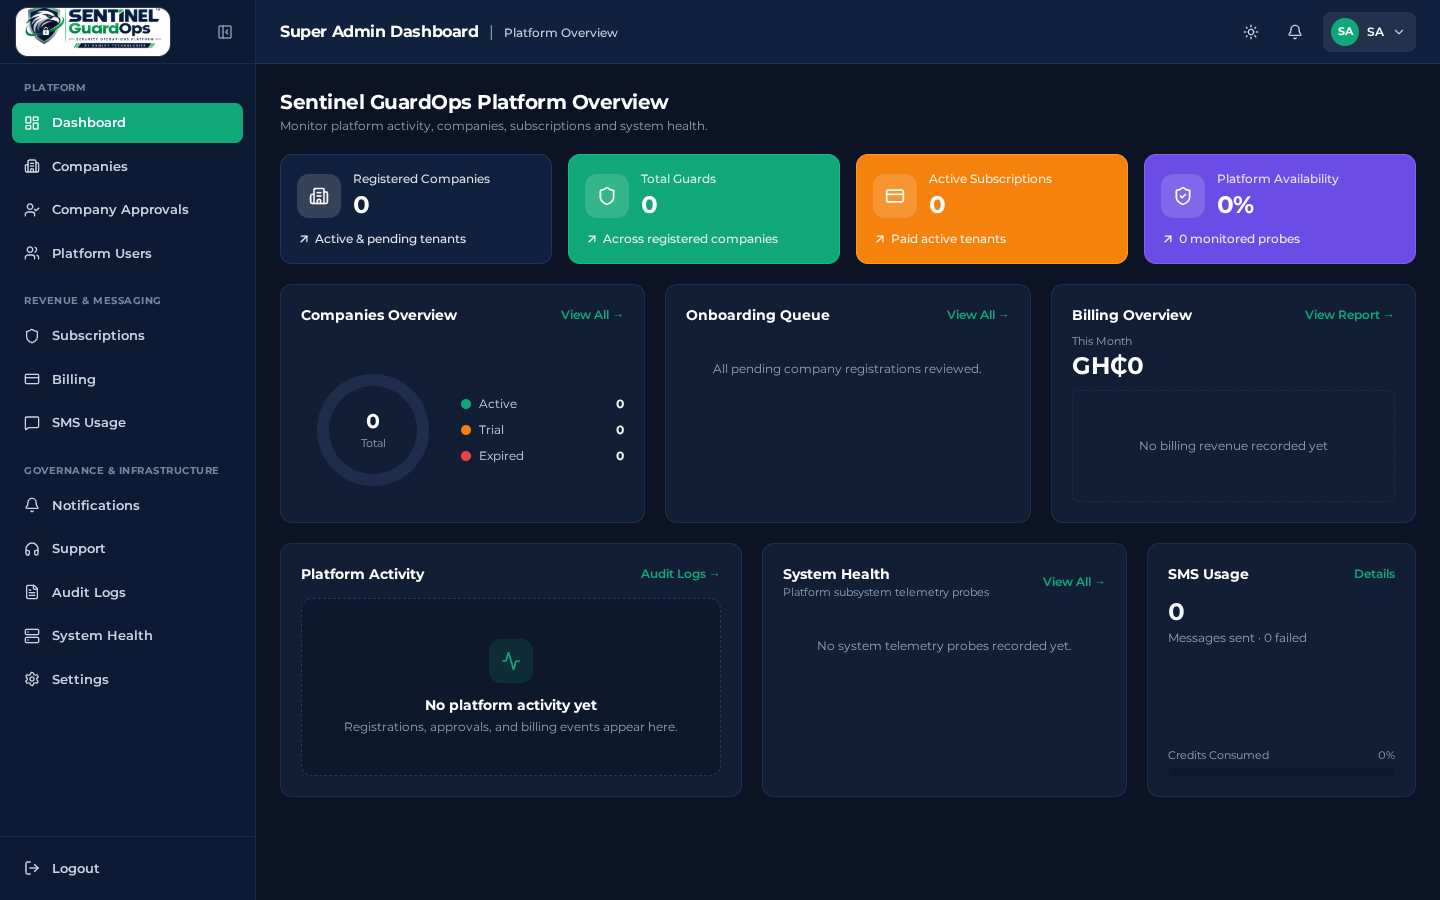 SENTINEL
GuardOps
SECURITY OPERATIONS PLATFORM
Super Admin Dashboard | Platform Overview
SA
SA
PLATFORM
Dashboard
Companies
Company Approvals
Platform Users
REVENUE & MESSAGING
Subscriptions
Billing
SMS Usage
GOVERNANCE & INFRASTRUCTURE
Notifications
Support
Audit Logs
System Health
Settings
Logout
Sentinel GuardOps Platform Overview
Monitor platform activity, companies, subscriptions and system health.
Registered Companies
0
Active & pending tenants
Total Guards
0
Across registered companies
Active Subscriptions
0
Paid active tenants
Platform Availability
0%
0 monitored probes
Companies Overview
View All →
0
Total
Active 0
Trial 0
Expired 0
Onboarding Queue
View All →
All pending company registrations reviewed.
Billing Overview
View Report →
This Month
GH₵0
No billing revenue recorded yet
Platform Activity
Audit Logs →
No platform activity yet
Registrations, approvals, and billing events appear here.
System Health
Platform subsystem telemetry probes
View All →
No system telemetry probes recorded yet.
SMS Usage
Details
0
Messages sent · 0 failed
Credits Consumed 0%